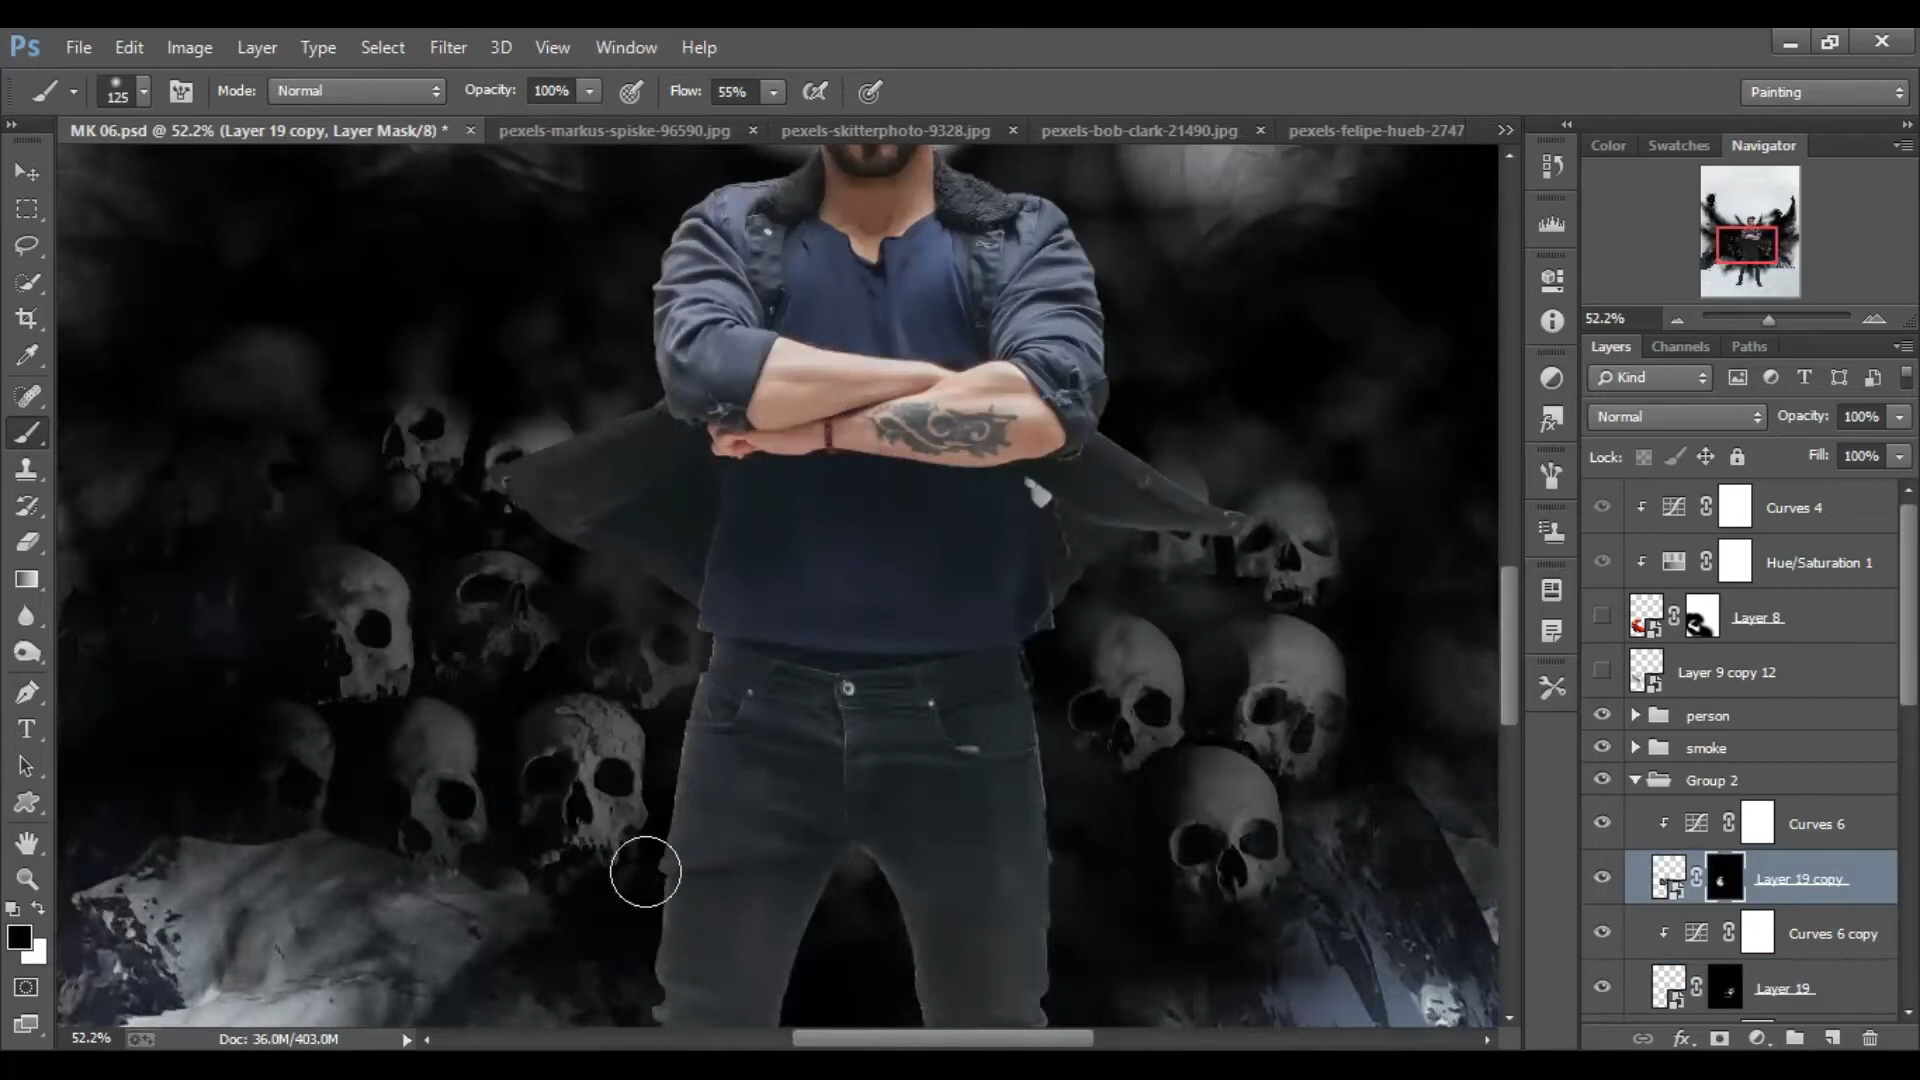 Ps File Edit Image Layer Type Select Filter 3D View Window Help
125 Mode: Normal Opacity: 100% Flow: 55% Painting
MK 06.psd @ 52.2% (Layer 19 copy, Layer Mask/8) * × pexels-markus-spiske-96590.jpg × pexels-skitterphoto-9328.jpg × pexels-bob-clark-21490.jpg × pexels-felipe-hueb-2747 >>
Color Swatches Navigator
52.2%
Layers Channels Paths
Kind
Normal Opacity: 100%
Lock: Fill: 100%
Curves 4
Hue/Saturation 1
Layer 8
Layer 9 copy 12
person
smoke
Group 2
Curves 6
Layer 19 copy
Curves 6 copy
Layer 19
52.2% Doc: 36.0M/403.0M